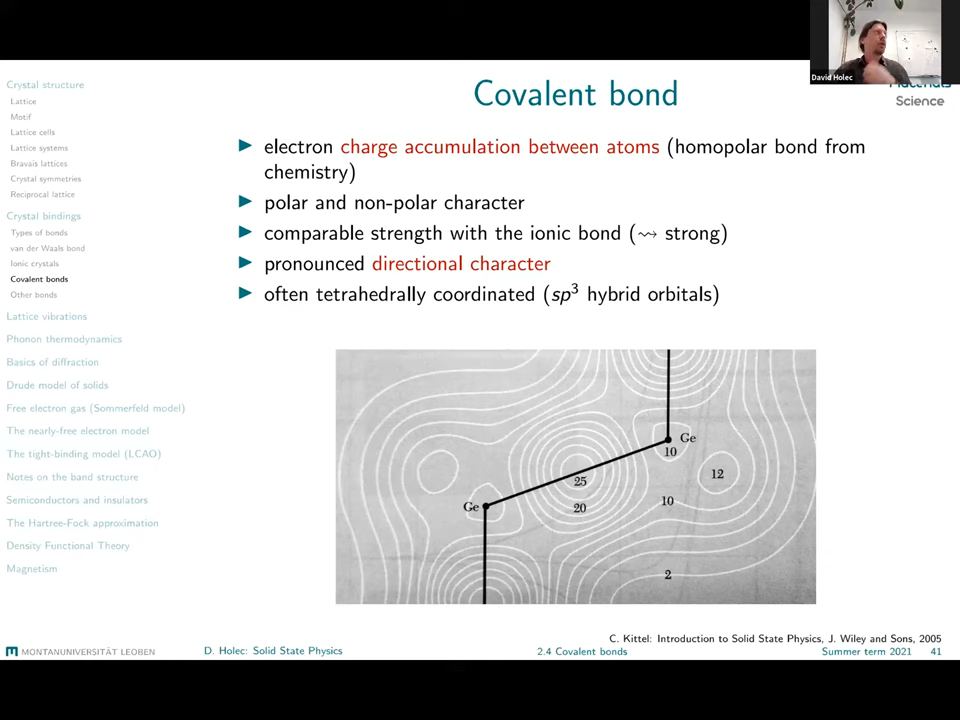 David Holec
Science
Covalent bond
Crystal structure
Lattice
Motif
Lattice cells
Lattice systems
Bravais lattices
Crystal symmetries
Reciprocal lattice
Crystal bindings
Types of bonds
van der Waals bond
Ionic crystals
Covalent bonds
Other bonds
Lattice vibrations
Phonon thermodynamics
Basics of diffraction
Drude model of solids
Free electron gas (Sommerfeld model)
The nearly-free electron model
The tight-binding model (LCAO)
Notes on the band structure
Semiconductors and insulators
The Hartree-Fock approximation
Density Functional Theory
Magnetism
▶ electron charge accumulation between atoms (homopolar bond from
chemistry)
▶ polar and non-polar character
▶ comparable strength with the ionic bond (⇝ strong)
▶ pronounced directional character
▶ often tetrahedrally coordinated (sp³ hybrid orbitals)
Ge
10
12
25
10
Ge
20
2
C. Kittel: Introduction to Solid State Physics, J. Wiley and Sons, 2005
MONTANUNIVERSITÄT LEOBEN
D. Holec: Solid State Physics
2.4 Covalent bonds
Summer term 2021 41